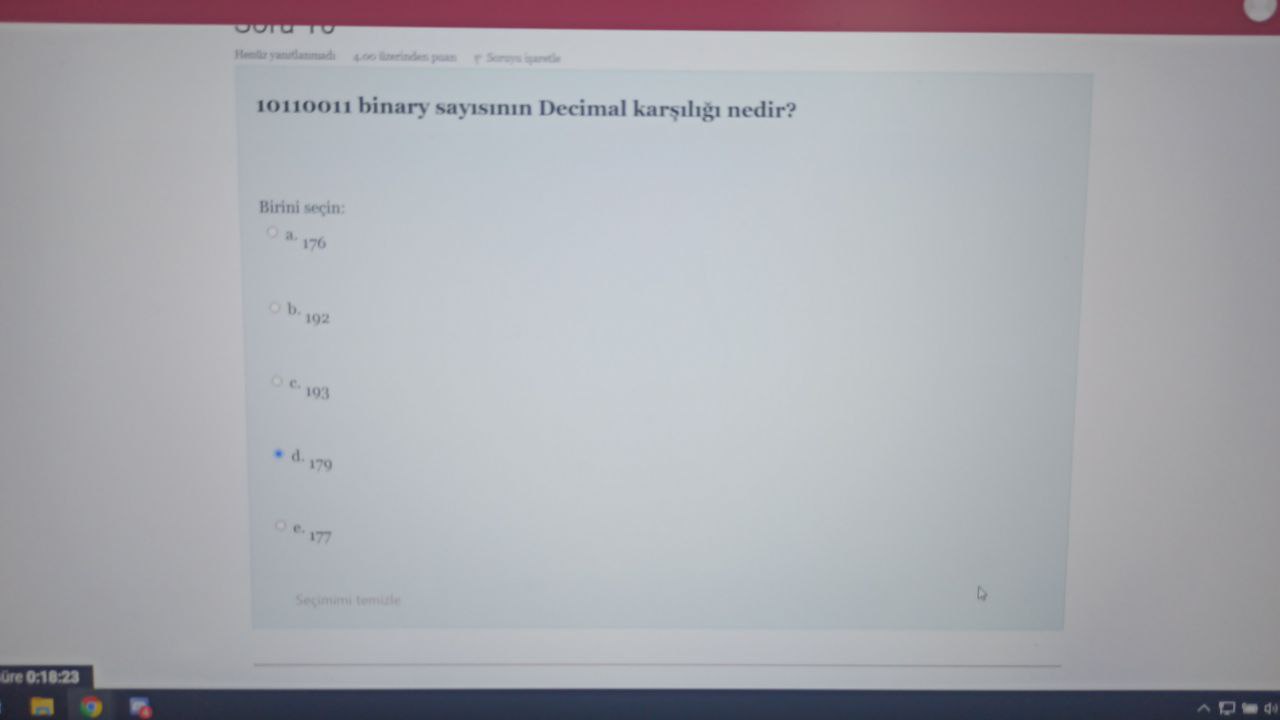 Soru 10
Henüz yanıtlanmadı 4,00 üzerinden puan Soruyu işaretle
10110011 binary sayısının Decimal karşılığı nedir?
Birini seçin:
a. 176
b. 192
c. 193
d. 179
e. 177
Seçimimi temizle
üre 0:18:23